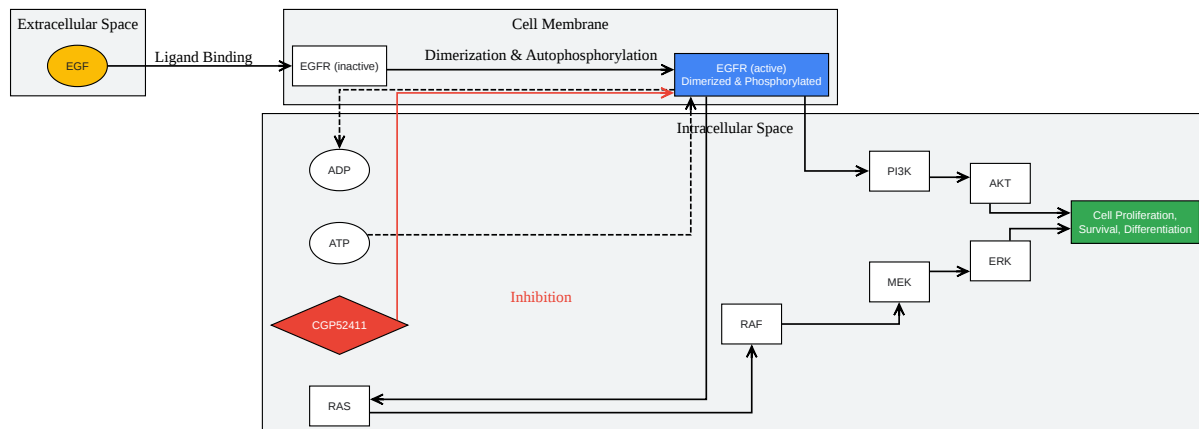 Extracellular Space
Cell Membrane
EGF
Ligand Binding
EGFR (inactive)
Dimerization & Autophosphorylation
EGFR (active)
Dimerized & Phosphorylated
Intracellular Space
ADP
PI3K
AKT
ATP
Cell Proliferation,
Survival, Differentiation
ERK
MEK
Inhibition
CGP52411
RAF
RAS